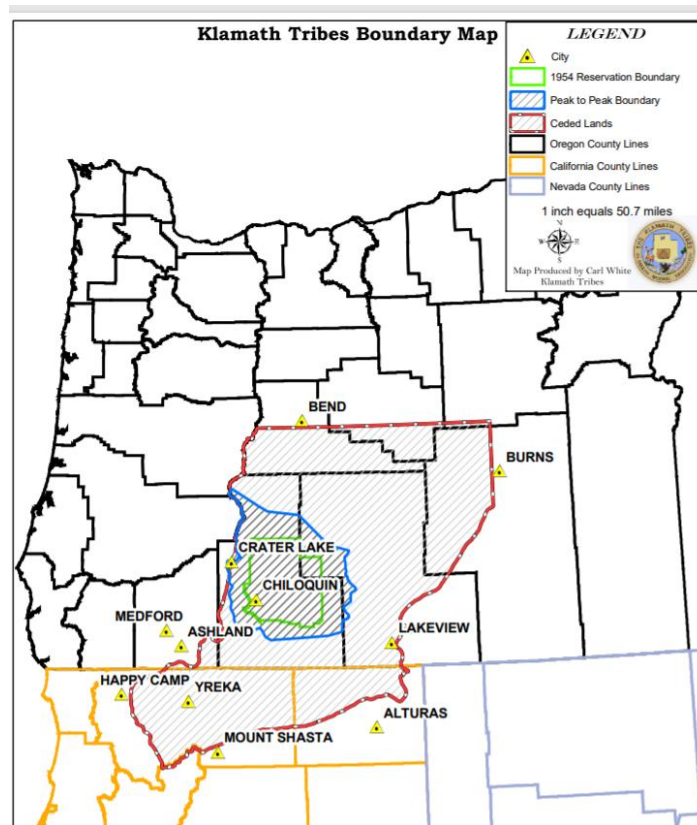 Klamath Tribes Boundary Map
LEGEND
City
1954 Reservation Boundary
Peak to Peak Boundary
Ceded Lands
Oregon County Lines
California County Lines
Nevada County Lines
1 inch equals 50.7 miles
N
W
E
S
Map Produced by Carl White
Klamath Tribes
BEND
BURNS
CRATER LAKE
CHILOQUIN
MEDFORD
ASHLAND
LAKEVIEW
HAPPY CAMP
YREKA
ALTURAS
MOUNT SHASTA